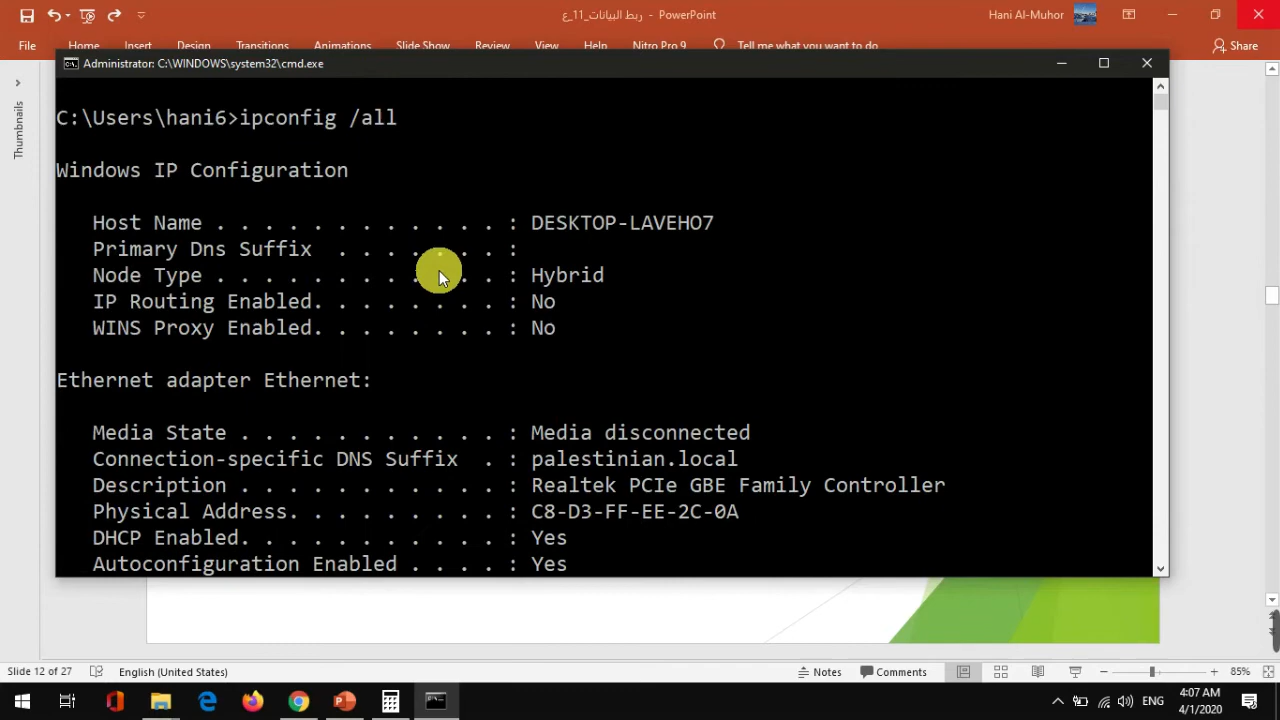 ربط البيانات_11_ع - PowerPoint
Hani Al-Muhor
File Home Insert Design Transitions Animations Slide Show Review View Help Nitro Pro 9 Tell me what you want to do Share
Administrator: C:\WINDOWS\system32\cmd.exe
Thumbnails
C:\Users\hani6>ipconfig /all
Windows IP Configuration
Host Name . . . . . . . . . . . . : DESKTOP-LAVEHO7
Primary Dns Suffix . . . . . . . :
Node Type . . . . . . . . . . . . : Hybrid
IP Routing Enabled. . . . . . . . : No
WINS Proxy Enabled. . . . . . . . : No
Ethernet adapter Ethernet:
Media State . . . . . . . . . . . : Media disconnected
Connection-specific DNS Suffix . : palestinian.local
Description . . . . . . . . . . . : Realtek PCIe GBE Family Controller
Physical Address. . . . . . . . . : C8-D3-FF-EE-2C-0A
DHCP Enabled. . . . . . . . . . . : Yes
Autoconfiguration Enabled . . . . : Yes
Slide 12 of 27 English (United States) Notes Comments 85%
ENG 4:07 AM
4/1/2020